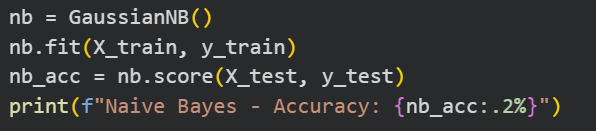 nb = GaussianNB()
nb.fit(X_train, y_train)
nb_acc = nb.score(X_test, y_test)
print(f"Naive Bayes - Accuracy: {nb_acc:.2%}")